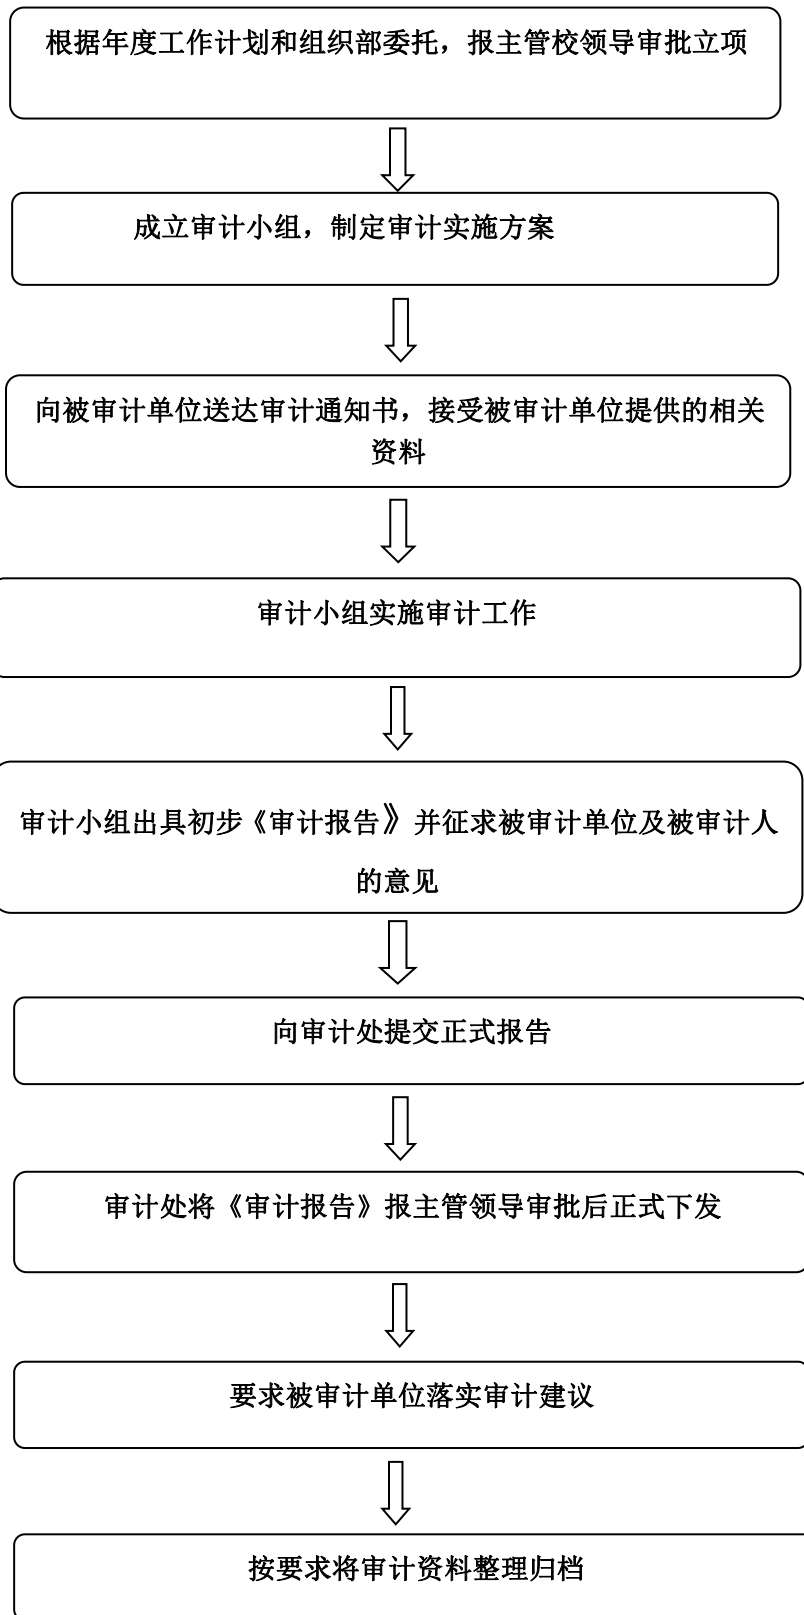 根据年度工作计划和组织部委托，报主管校领导审批立项
成立审计小组，制定审计实施方案
向被审计单位送达审计通知书，接受被审计单位提供的相关
资料
审计小组实施审计工作
审计小组出具初步《审计报告》并征求被审计单位及被审计人
的意见
向审计处提交正式报告
审计处将《审计报告》报主管领导审批后正式下发
要求被审计单位落实审计建议
按要求将审计资料整理归档